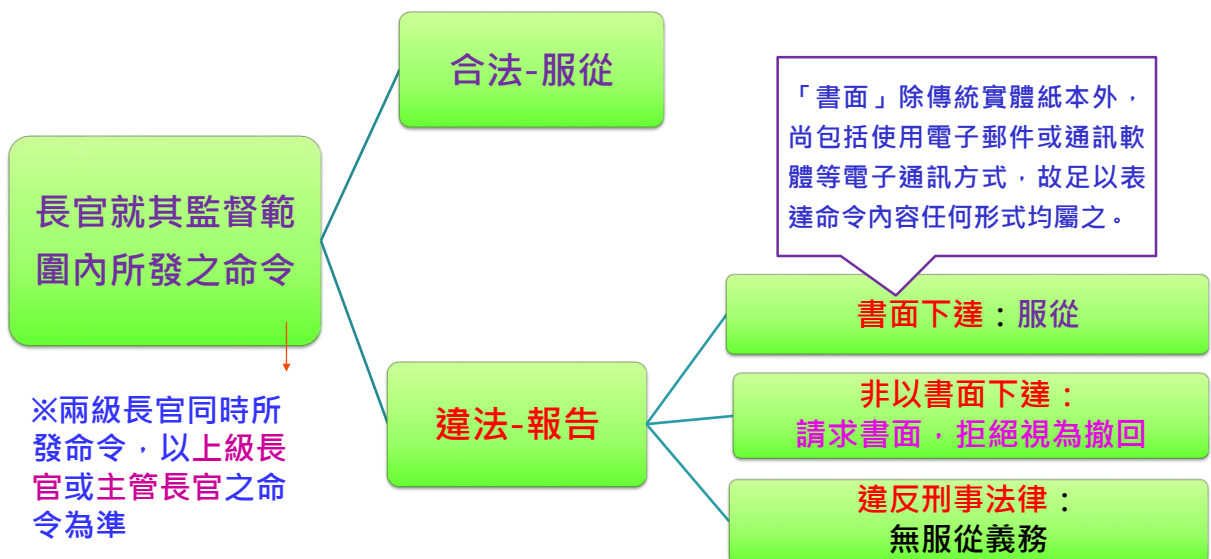 長官就其監督範
圍內所發之命令
※兩級長官同時所
發命令，以上級長
官或主管長官之命
令為準
合法-服從
違法-報告
「書面」除傳統實體紙本外，
尚包括使用電子郵件或通訊軟
體等電子通訊方式，故足以表
達命令內容任何形式均屬之。
書面下達：服從
非以書面下達：
請求書面，拒絕視為撤回
違反刑事法律：
無服從義務